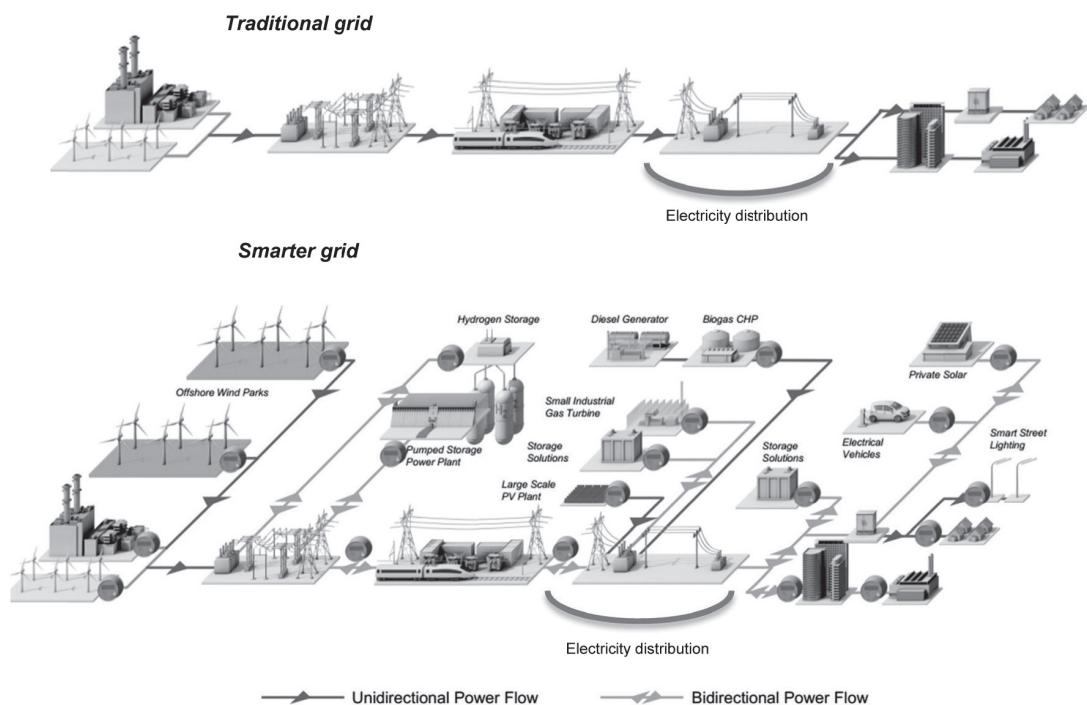 Traditional grid
Electricity distribution
Smarter grid
Hydrogen Storage
Diesel Generator
Biogas CHP
Private Solar
Offshore Wind Parks
Small Industrial
Gas Turbine
Electrical
Vehicles
Smart Street
Lighting
Pumped Storage
Power Plant
Storage
Solutions
Storage
Solutions
Large Scale
PV Plant
Electricity distribution
Unidirectional Power Flow
Bidirectional Power Flow